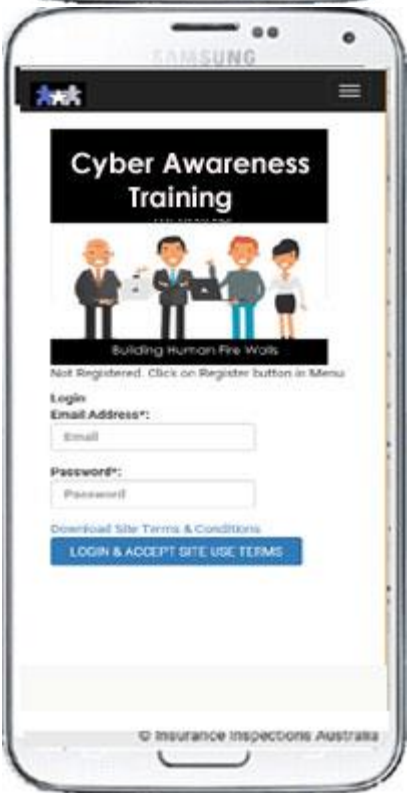 SAMSUNG
Cyber Awareness
Training
Building Human Fire Walls
Not Registered. Click on Register button in Menu
Login
Email Address*:
Email
Password*:
Password
Download Site Terms & Conditions
LOGIN & ACCEPT SITE USE TERMS
© Insurance Inspections Australia